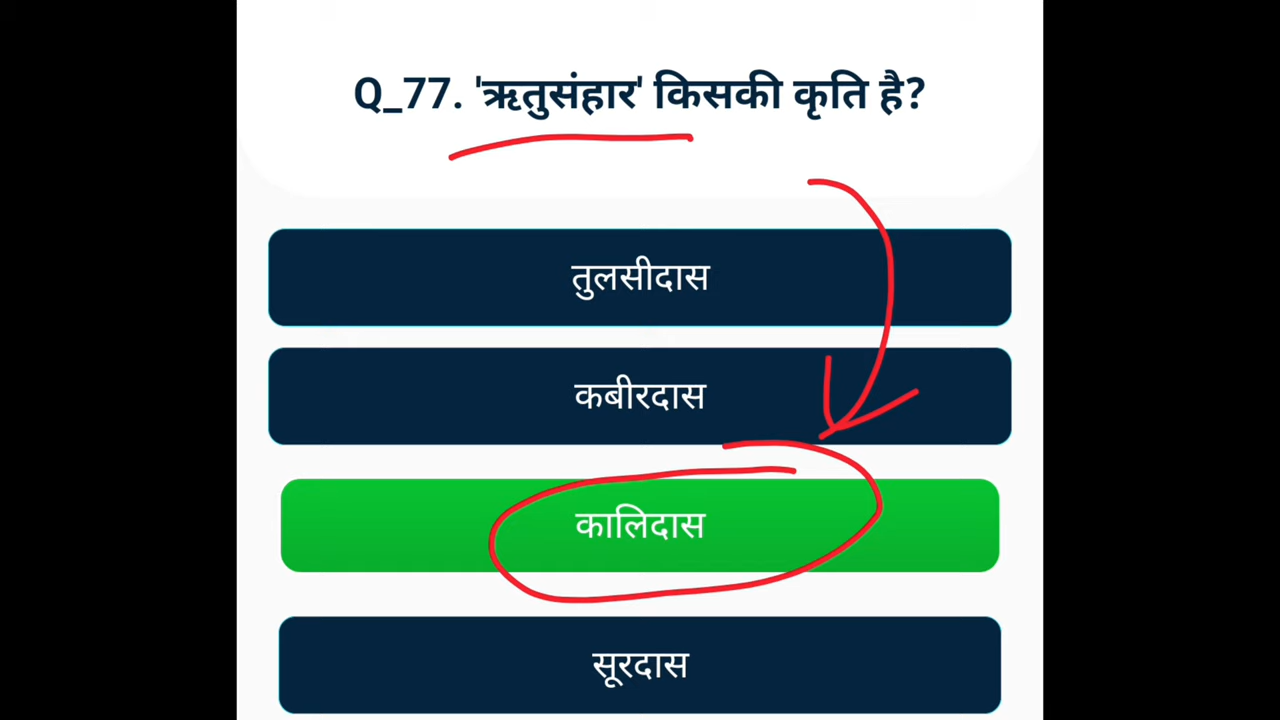 Q_77. 'ऋतुसंहार' किसकी कृति है?
तुलसीदास
कबीरदास
कालिदास
सूरदास